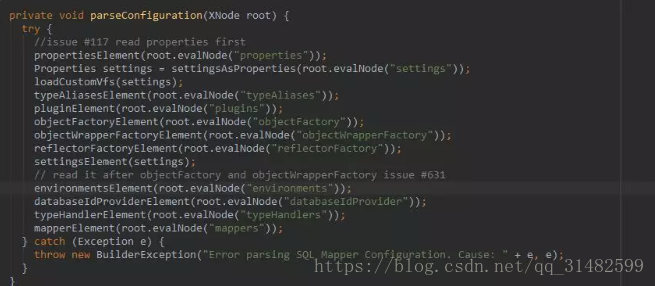 private void parseConfiguration(XNode root) {
try {
//issue #117 read properties first
propertiesElement(root.evalNode("properties"));
Properties settings = settingsAsProperties(root.evalNode("settings"));
loadCustomVfs(settings);
typeAliasesElement(root.evalNode("typeAliases"));
pluginElement(root.evalNode("plugins"));
objectFactoryElement(root.evalNode("objectFactory"));
objectWrapperFactoryElement(root.evalNode("objectWrapperFactory"));
reflectorFactoryElement(root.evalNode("reflectorFactory"));
settingsElement(settings);
// read it after objectFactory and objectWrapperFactory issue #631
environmentsElement(root.evalNode("environments"));
databaseIdProviderElement(root.evalNode("databaseIdProvider"));
typeHandlerElement(root.evalNode("typeHandlers"));
mapperElement(root.evalNode("mappers"));
} catch (Exception e) {
throw new BuilderException("Error parsing SQL Mapper Configuration. Cause: " + e, e);
}
}
https://blog.csdn.net/qq_31482599